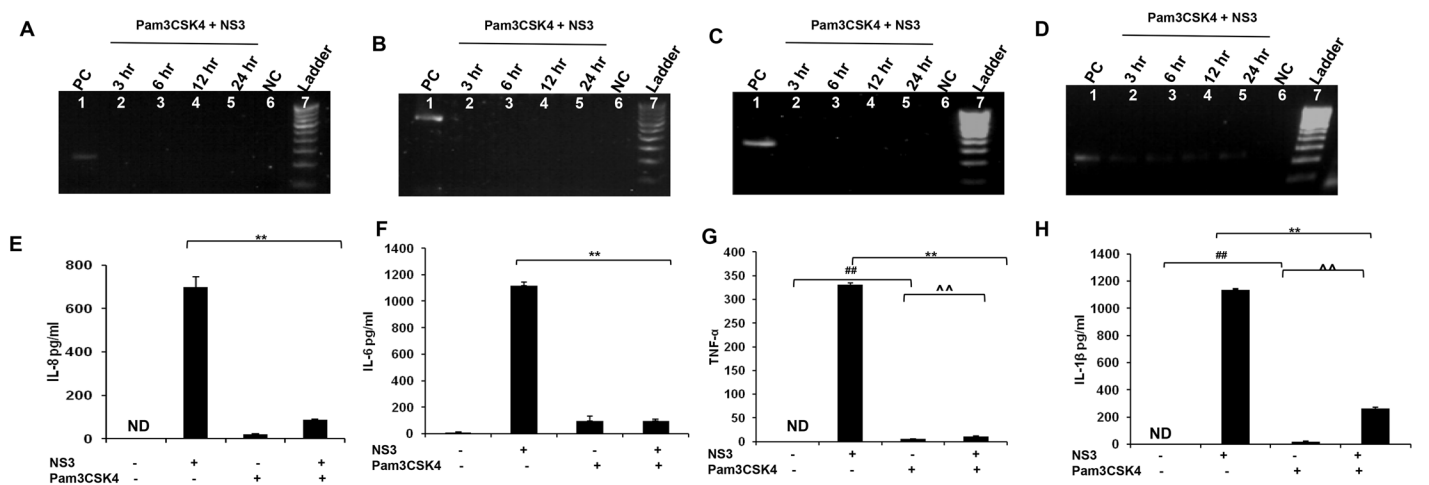 A
Pam3CSK4 + NS3
PC 3 hr 6 hr 12 hr 24 hr NC Ladder
1 2 3 4 5 6 7
B
Pam3CSK4 + NS3
PC 3 hr 6 hr 12 hr 24 hr NC Ladder
1 2 3 4 5 6 7
C
Pam3CSK4 + NS3
PC 3 hr 6 hr 12 hr 24 hr NC Ladder
1 2 3 4 5 6 7
D
Pam3CSK4 + NS3
PC 3 hr 6 hr 12 hr 24 hr NC Ladder
1 2 3 4 5 6 7
E
**
IL-8 pg/ml
800
600
400
200
0
ND
NS3 - + - +
Pam3CSK4 - - + +
F
**
IL-6 pg/ml
1400
1200
1000
800
600
400
200
0
NS3 - + - +
Pam3CSK4 - - + +
G
**
##
^^
TNF-α
400
350
300
250
200
150
100
50
0
ND
NS3 - + - +
Pam3CSK4 - - + +
H
**
##
^^
IL-1β pg/ml
1400
1200
1000
800
600
400
200
0
ND
NS3 - + - +
Pam3CSK4 - - + +